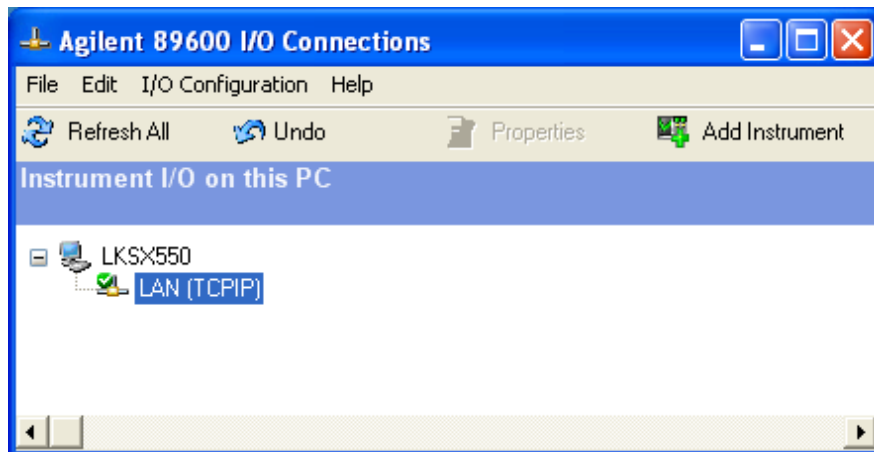 Agilent 89600 I/O Connections
File Edit I/O Configuration Help
Refresh All Undo Properties Add Instrument
Instrument I/O on this PC
LKSX550
LAN (TCPIP)